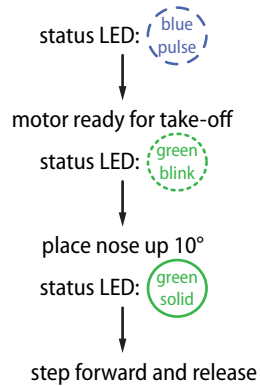 status LED: blue pulse
motor ready for take-off
status LED: green blink
place nose up 10°
status LED: green solid
step forward and release